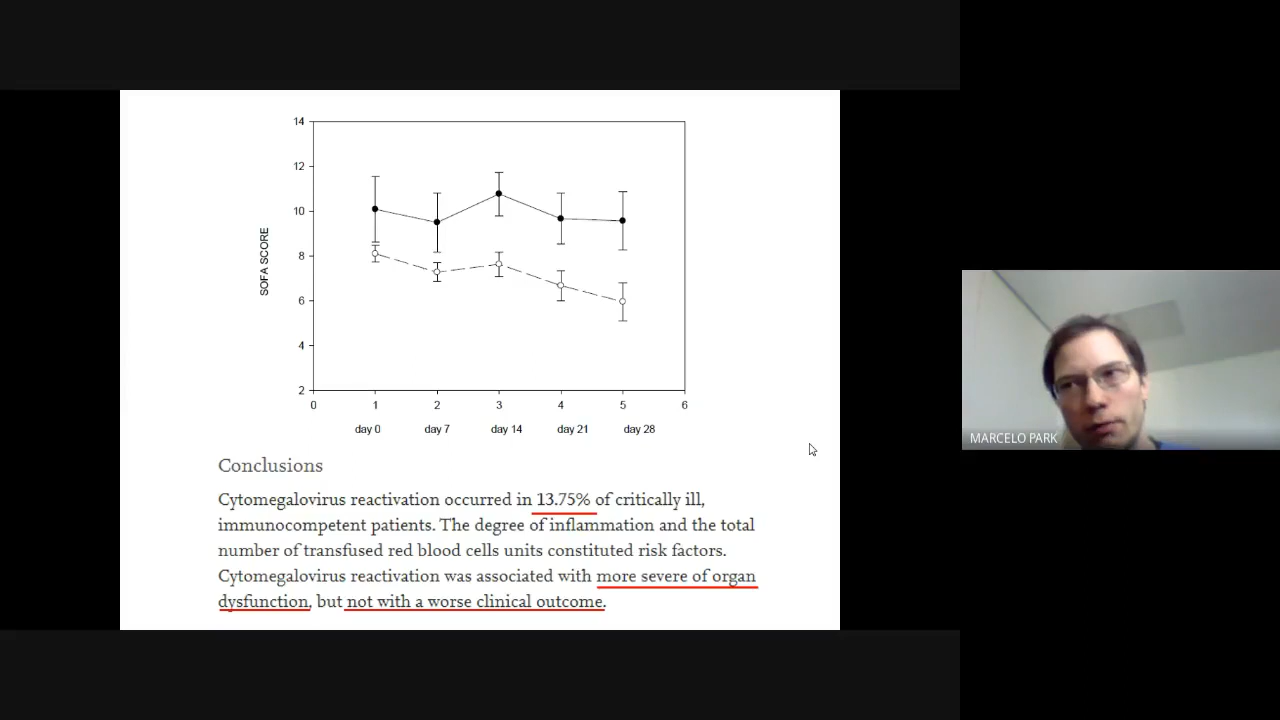 14
12
10
8
6
4
2
SOFA SCORE
0 1 2 3 4 5 6
day 0 day 7 day 14 day 21 day 28
Conclusions
Cytomegalovirus reactivation occurred in 13.75% of critically ill,
immunocompetent patients. The degree of inflammation and the total
number of transfused red blood cells units constituted risk factors.
Cytomegalovirus reactivation was associated with more severe of organ
dysfunction, but not with a worse clinical outcome.
MARCELO PARK